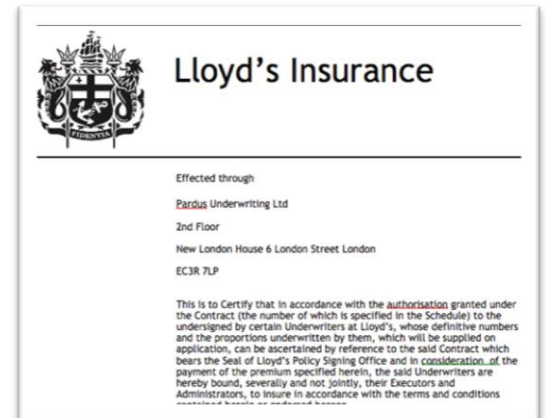 FIDENTIA
Lloyd's Insurance
Effected through
Pardus Underwriting Ltd
2nd Floor
New London House 6 London Street London
EC3R 7LP
This is to Certify that in accordance with the authorisation granted under
the Contract (the number of which is specified in the Schedule) to the
undersigned by certain Underwriters at Lloyd's, whose definitive numbers
and the proportions underwritten by them, which will be supplied on
application, can be ascertained by reference to the said Contract which
bears the Seal of Lloyd's Policy Signing Office and in consideration of the
payment of the premium specified herein, the said Underwriters are
hereby bound, severally and not jointly, their Executors and
Administrators, to insure in accordance with the terms and conditions
contained herein or endorsed hereon